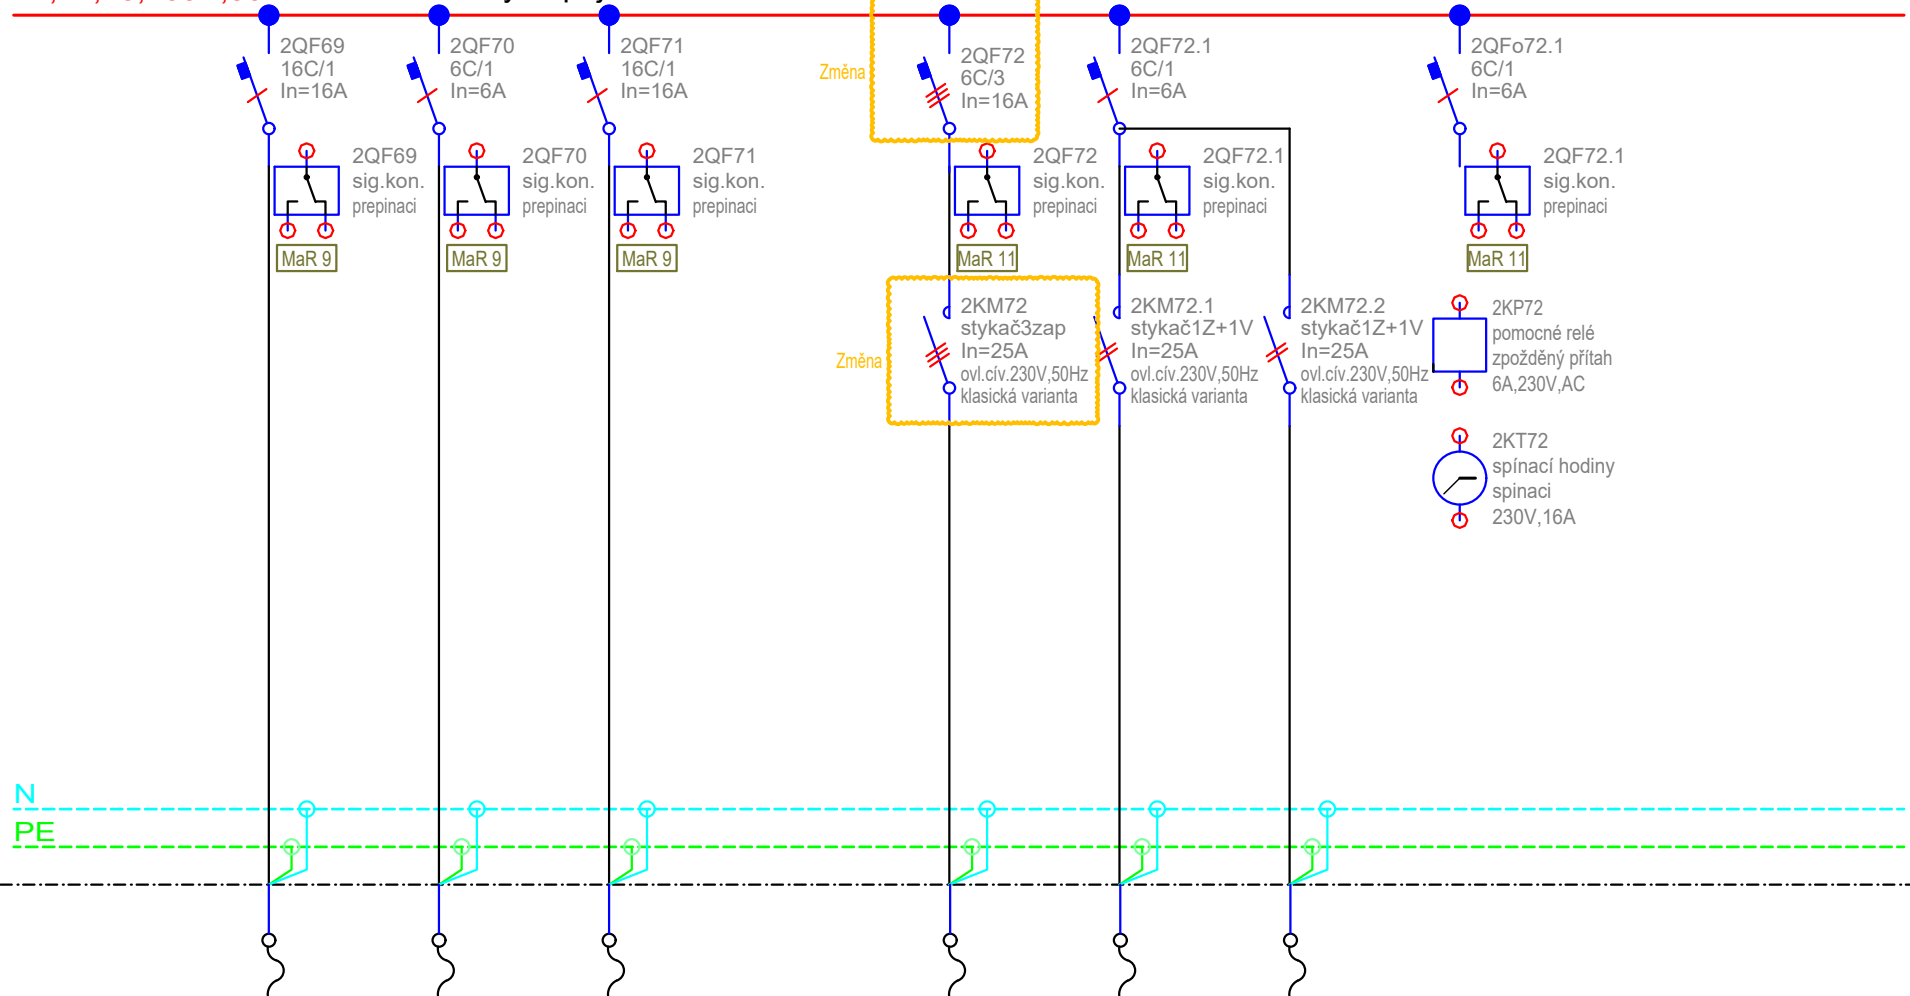 2QF69
16C/1
In=16A
2QF70
6C/1
In=6A
2QF71
16C/1
In=16A
Změna
2QF72
6C/3
In=16A
2QF72.1
6C/1
In=6A
2QFo72.1
6C/1
In=6A
2QF69
sig.kon.
prepinaci
MaR 9
2QF70
sig.kon.
prepinaci
MaR 9
2QF71
sig.kon.
prepinaci
MaR 9
2QF72
sig.kon.
prepinaci
MaR 11
2QF72.1
sig.kon.
prepinaci
MaR 11
2QF72.1
sig.kon.
prepinaci
MaR 11
Změna
2KM72
stykač3zap
In=25A
ovl.cív.230V,50Hz
klasická varianta
2KM72.1
stykač1Z+1V
In=25A
ovl.cív.230V,50Hz
klasická varianta
2KM72.2
stykač1Z+1V
In=25A
ovl.cív.230V,50Hz
klasická varianta
2KP72
pomocné relé
zpožděný přítah
6A,230V,AC
2KT72
spínací hodiny
spinaci
230V,16A
N
PE